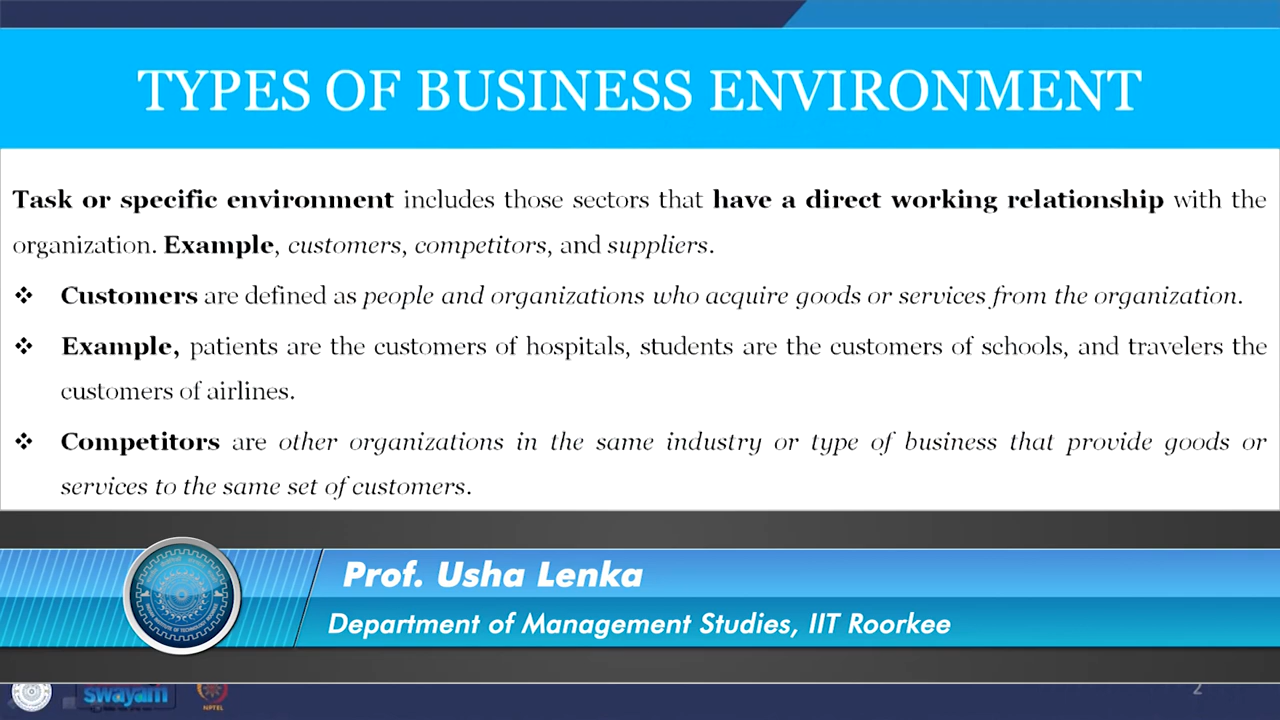 TYPES OF BUSINESS ENVIRONMENT
Task or specific environment includes those sectors that have a direct working relationship with the
organization. Example, customers, competitors, and suppliers.
❖ Customers are defined as people and organizations who acquire goods or services from the organization.
❖ Example, patients are the customers of hospitals, students are the customers of schools, and travelers the
customers of airlines.
❖ Competitors are other organizations in the same industry or type of business that provide goods or
services to the same set of customers.
Prof. Usha Lenka
Department of Management Studies, IIT Roorkee
swayam
NPTEL
2